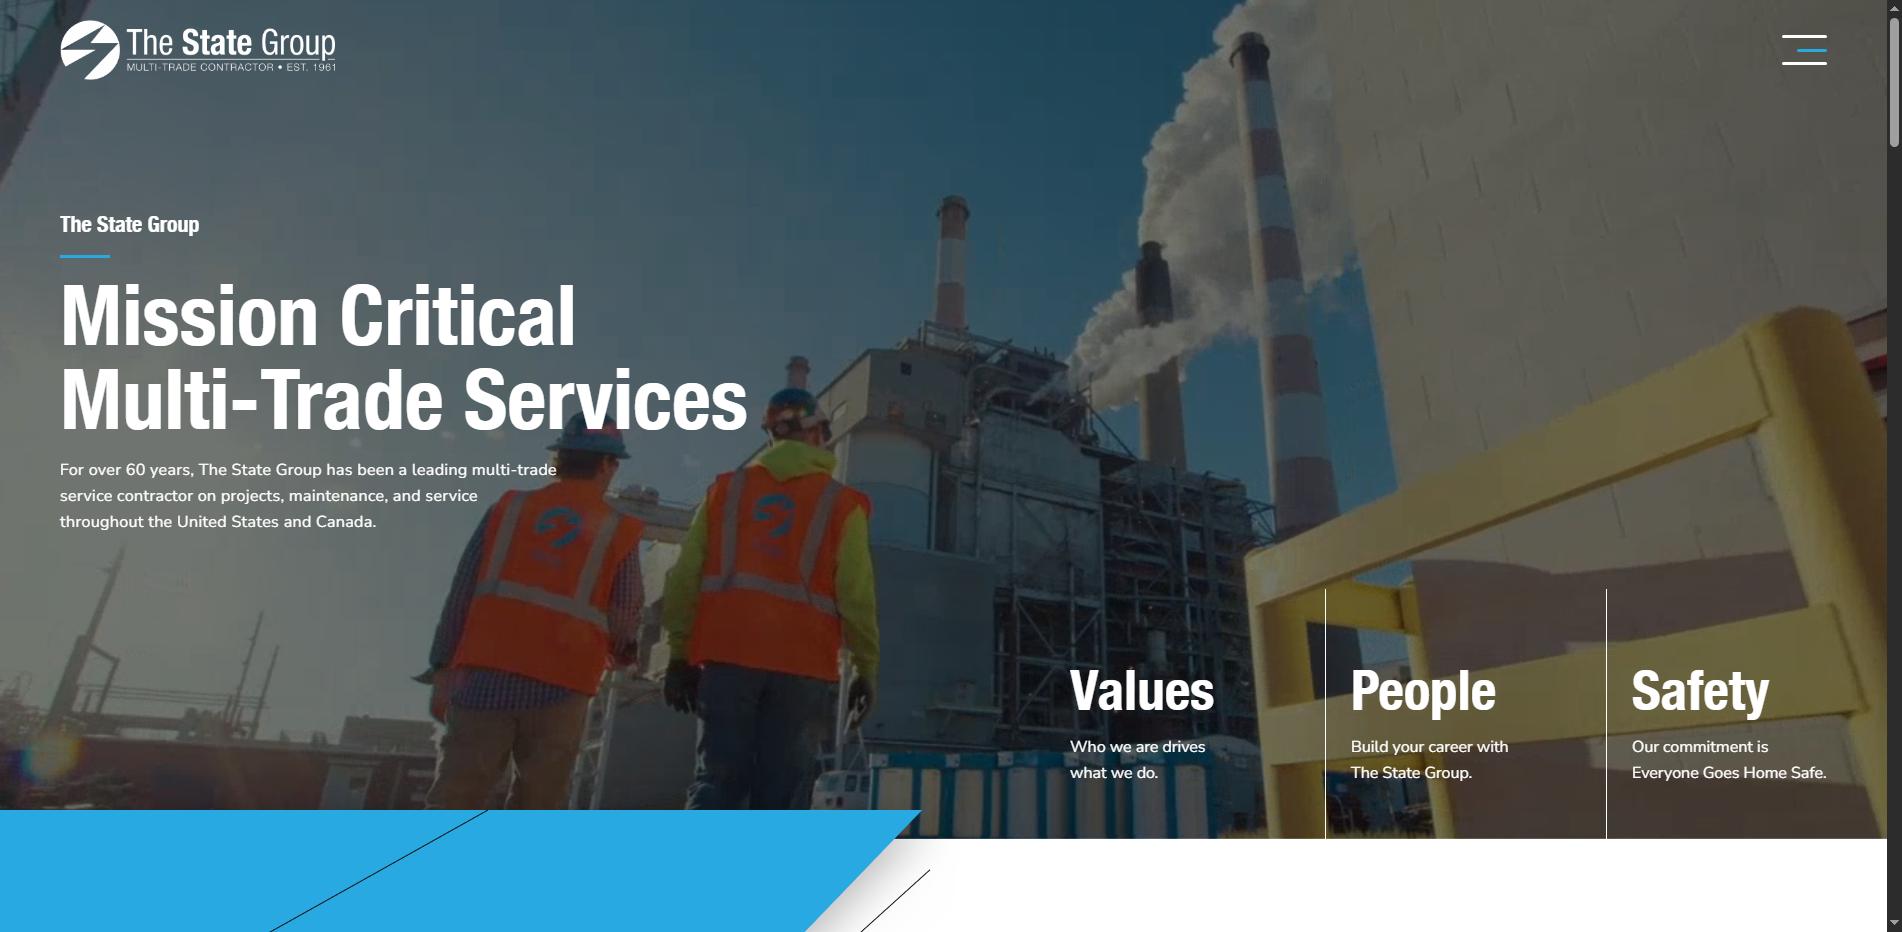 The State Group
MULTI-TRADE CONTRACTOR • EST. 1961
The State Group
Mission Critical
Multi-Trade Services
For over 60 years, The State Group has been a leading multi-trade
service contractor on projects, maintenance, and service
throughout the United States and Canada.
Values
Who we are drives
what we do.
People
Build your career with
The State Group.
Safety
Our commitment is
Everyone Goes Home Safe.